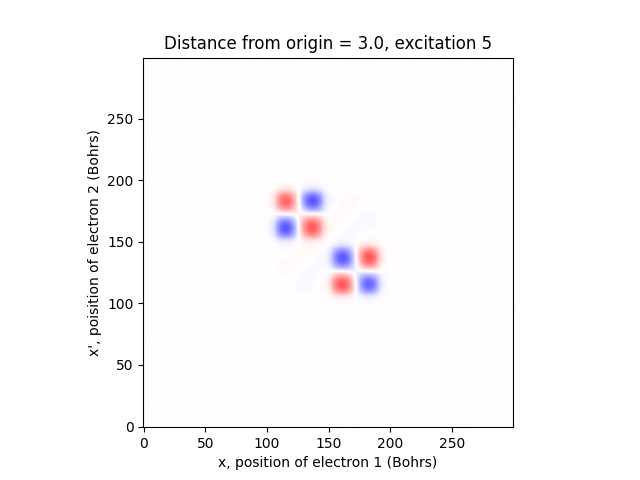 Distance from origin = 3.0, excitation 5
x', poisition of electron 2 (Bohrs)
250
200
150
100
50
0
0 50 100 150 200 250
x, position of electron 1 (Bohrs)